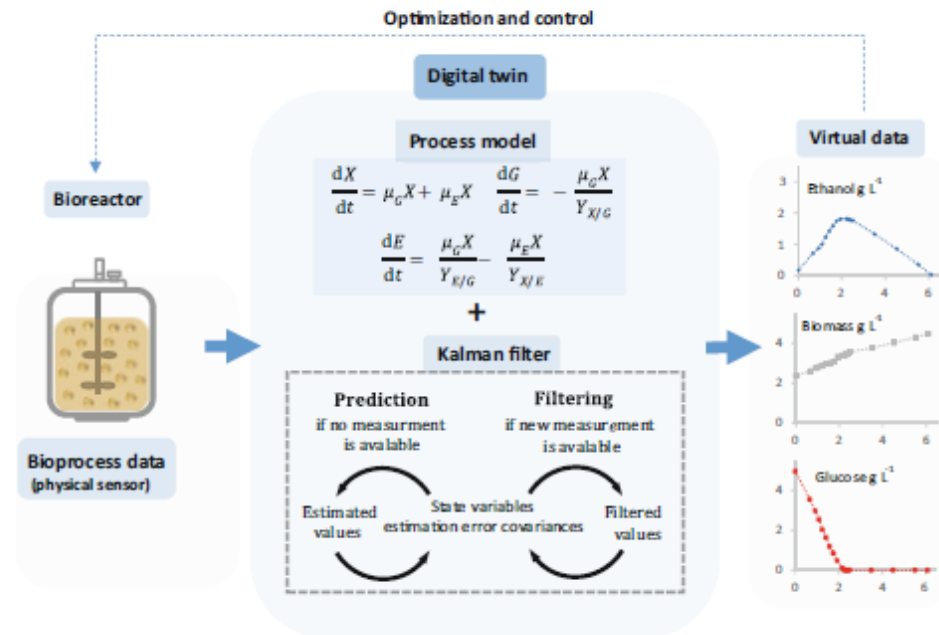 Optimization and control
Digital twin
Process model
dX/dt = μ_G X + μ_E X
dG/dt = − μ_G X/Y_X/G
dE/dt = μ_G X/Y_E/G − μ_E X/Y_X/E
+
Kalman filter
Prediction
if no measurment
is avalable
Filtering
if new measurgment
is avalable
Estimated
values
State variables
estimation error covariances
Filtered
values
Bioreactor
Bioprocess data
(physical sensor)
Virtual data
Ethanol g L⁻¹
3
2
1
0
0 2 4 6
Biomass g L⁻¹
4
2
0
0 2 4 6
Glucose g L⁻¹
4
2
0
0 2 4 6